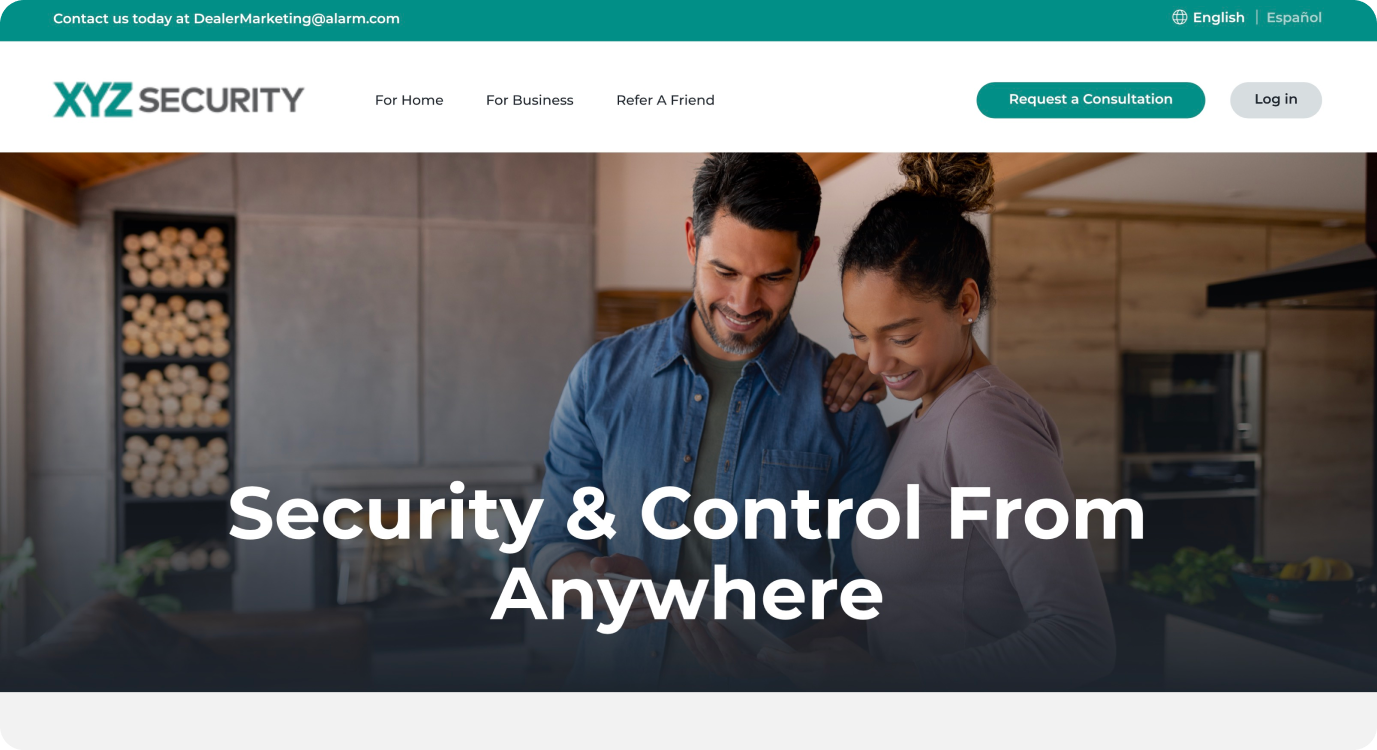 Contact us today at DealerMarketing@alarm.com
English | Español
XYZ SECURITY
For Home
For Business
Refer A Friend
Request a Consultation
Log in
Security & Control From
Anywhere